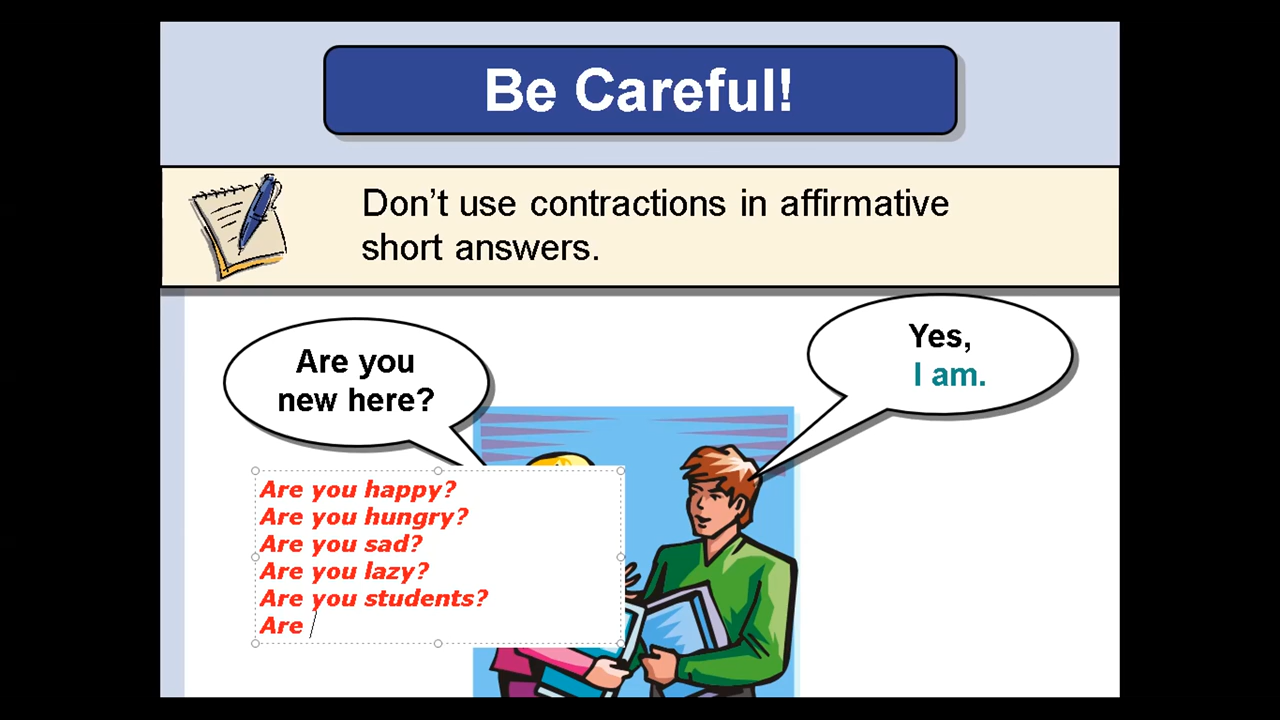 Be Careful!
Don't use contractions in affirmative
short answers.
Are you
new here?
Yes,
I am.
Are you happy?
Are you hungry?
Are you sad?
Are you lazy?
Are you students?
Are